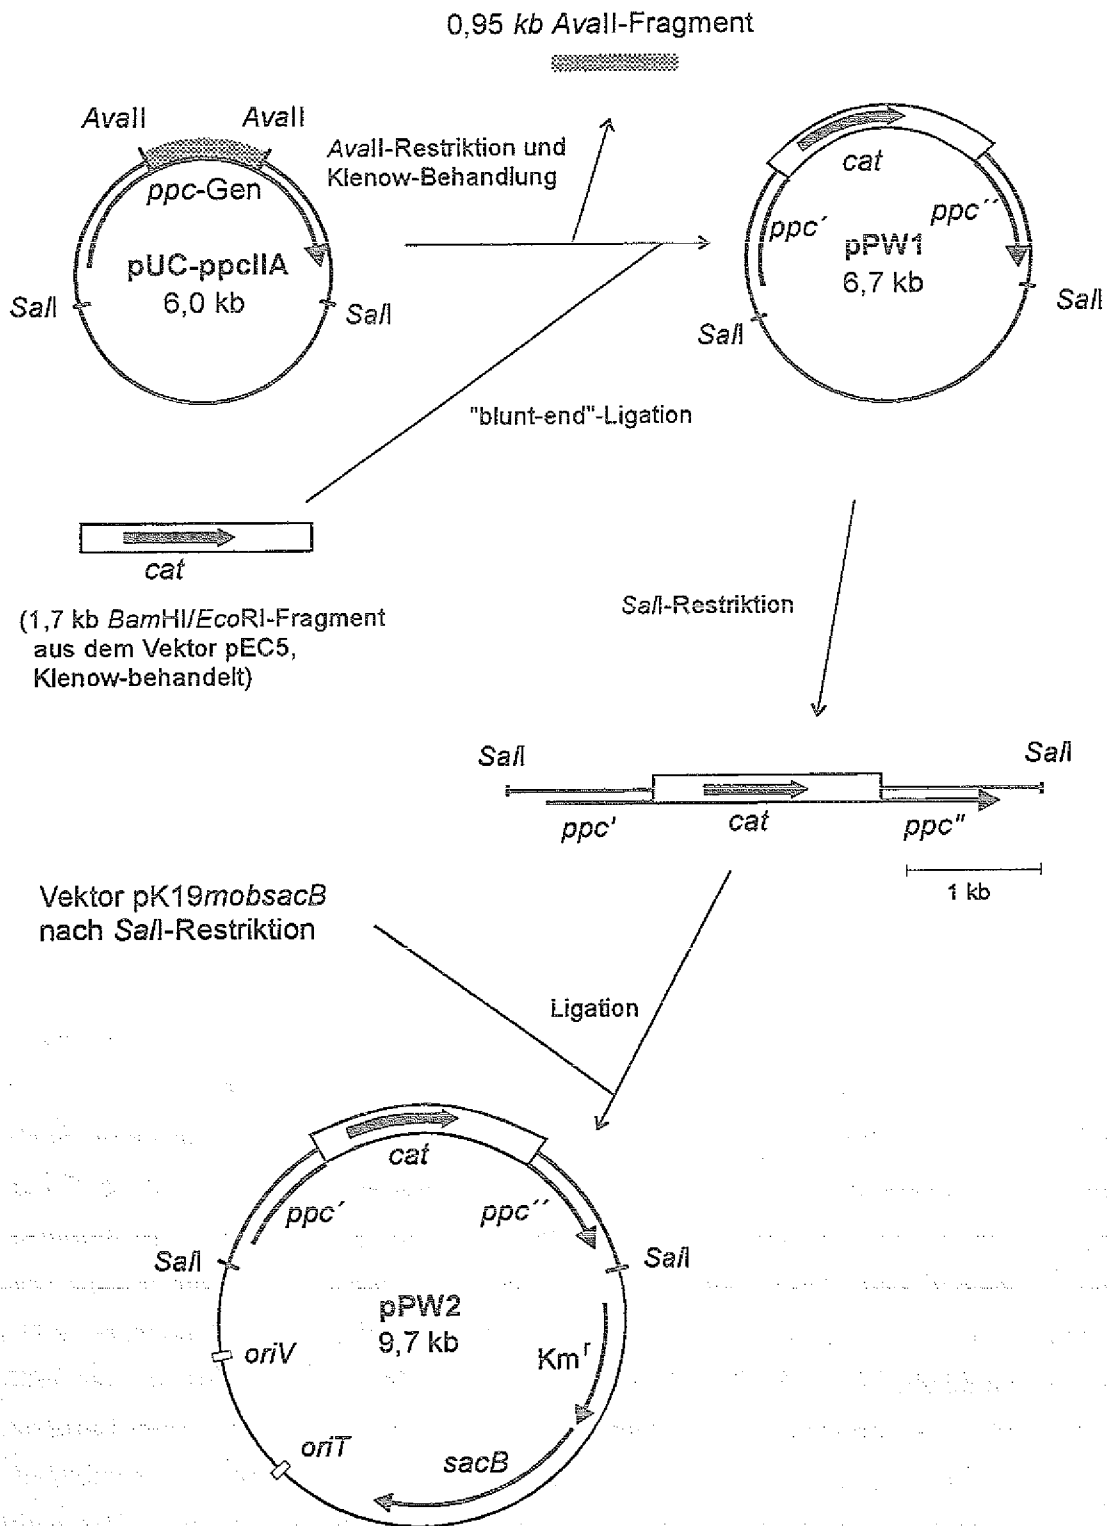 0,95 kb AvaII-Fragment
AvaII
AvaII
AvaII-Restriktion und
Klenow-Behandlung
ppc-Gen
pUC-ppcIIA
6,0 kb
SalI
SalI
cat
ppc´
ppc´´
pPW1
6,7 kb
SalI
SalI
"blunt-end"-Ligation
cat
(1,7 kb BamHI/EcoRI-Fragment
aus dem Vektor pEC5,
Klenow-behandelt)
SalI-Restriktion
SalI
SalI
ppc'
cat
ppc"
1 kb
Vektor pK19mobsacB
nach SalI-Restriktion
Ligation
cat
ppc´
ppc´´
SalI
SalI
pPW2
9,7 kb
oriV
Kmʳ
oriT
sacB